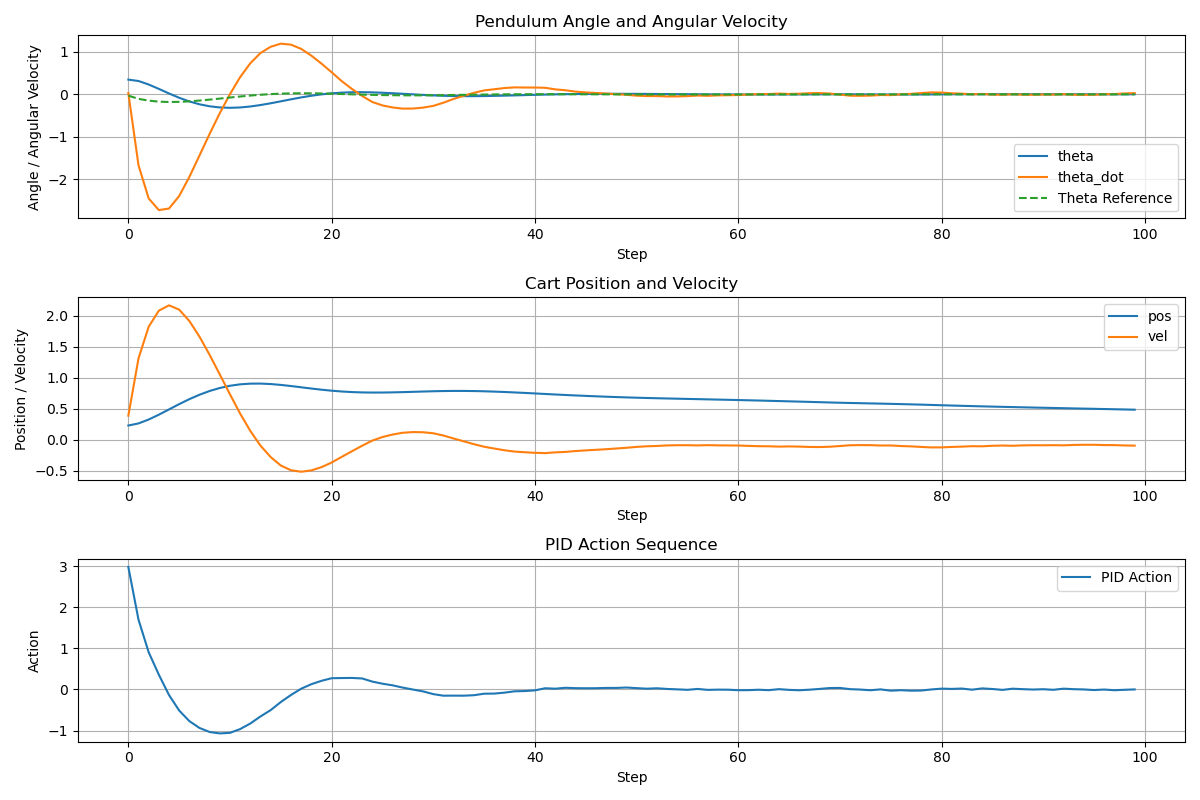 Pendulum Angle and Angular Velocity
Angle / Angular Velocity
1
0
−1
−2
theta
theta_dot
Theta Reference
0 20 40 60 80 100
Step
Cart Position and Velocity
Position / Velocity
2.0
1.5
1.0
0.5
0.0
−0.5
pos
vel
0 20 40 60 80 100
Step
PID Action Sequence
Action
3
2
1
0
−1
PID Action
0 20 40 60 80 100
Step